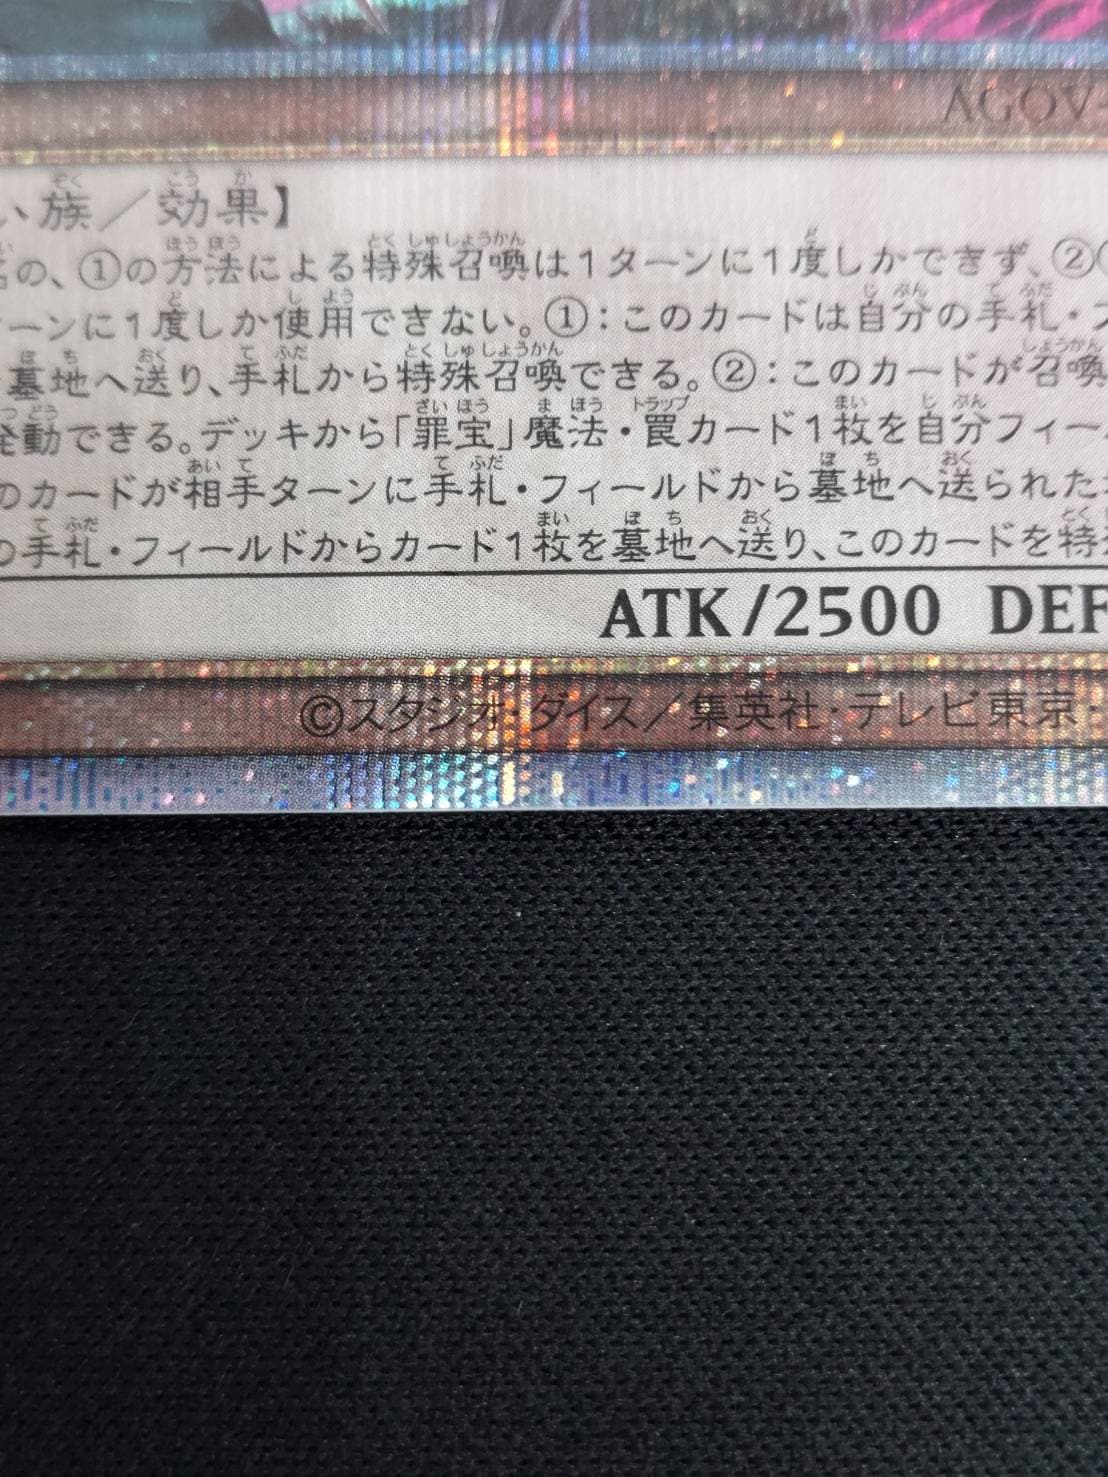 AGOV-
い族／効果】
の、①の方法による特殊召喚は1ターンに1度しかできず、②
ターンに1度しか使用できない。①：このカードは自分の手札・フ
墓地へ送り、手札から特殊召喚できる。②：このカードが召喚
発動できる。デッキから「罪宝」魔法・罠カード1枚を自分フィー
のカードが相手ターンに手札・フィールドから墓地へ送られた
の手札・フィールドからカード1枚を墓地へ送り、このカードを特殊
ATK/2500 DEF
©スタジオ・ダイス／集英社・テレビ東京・